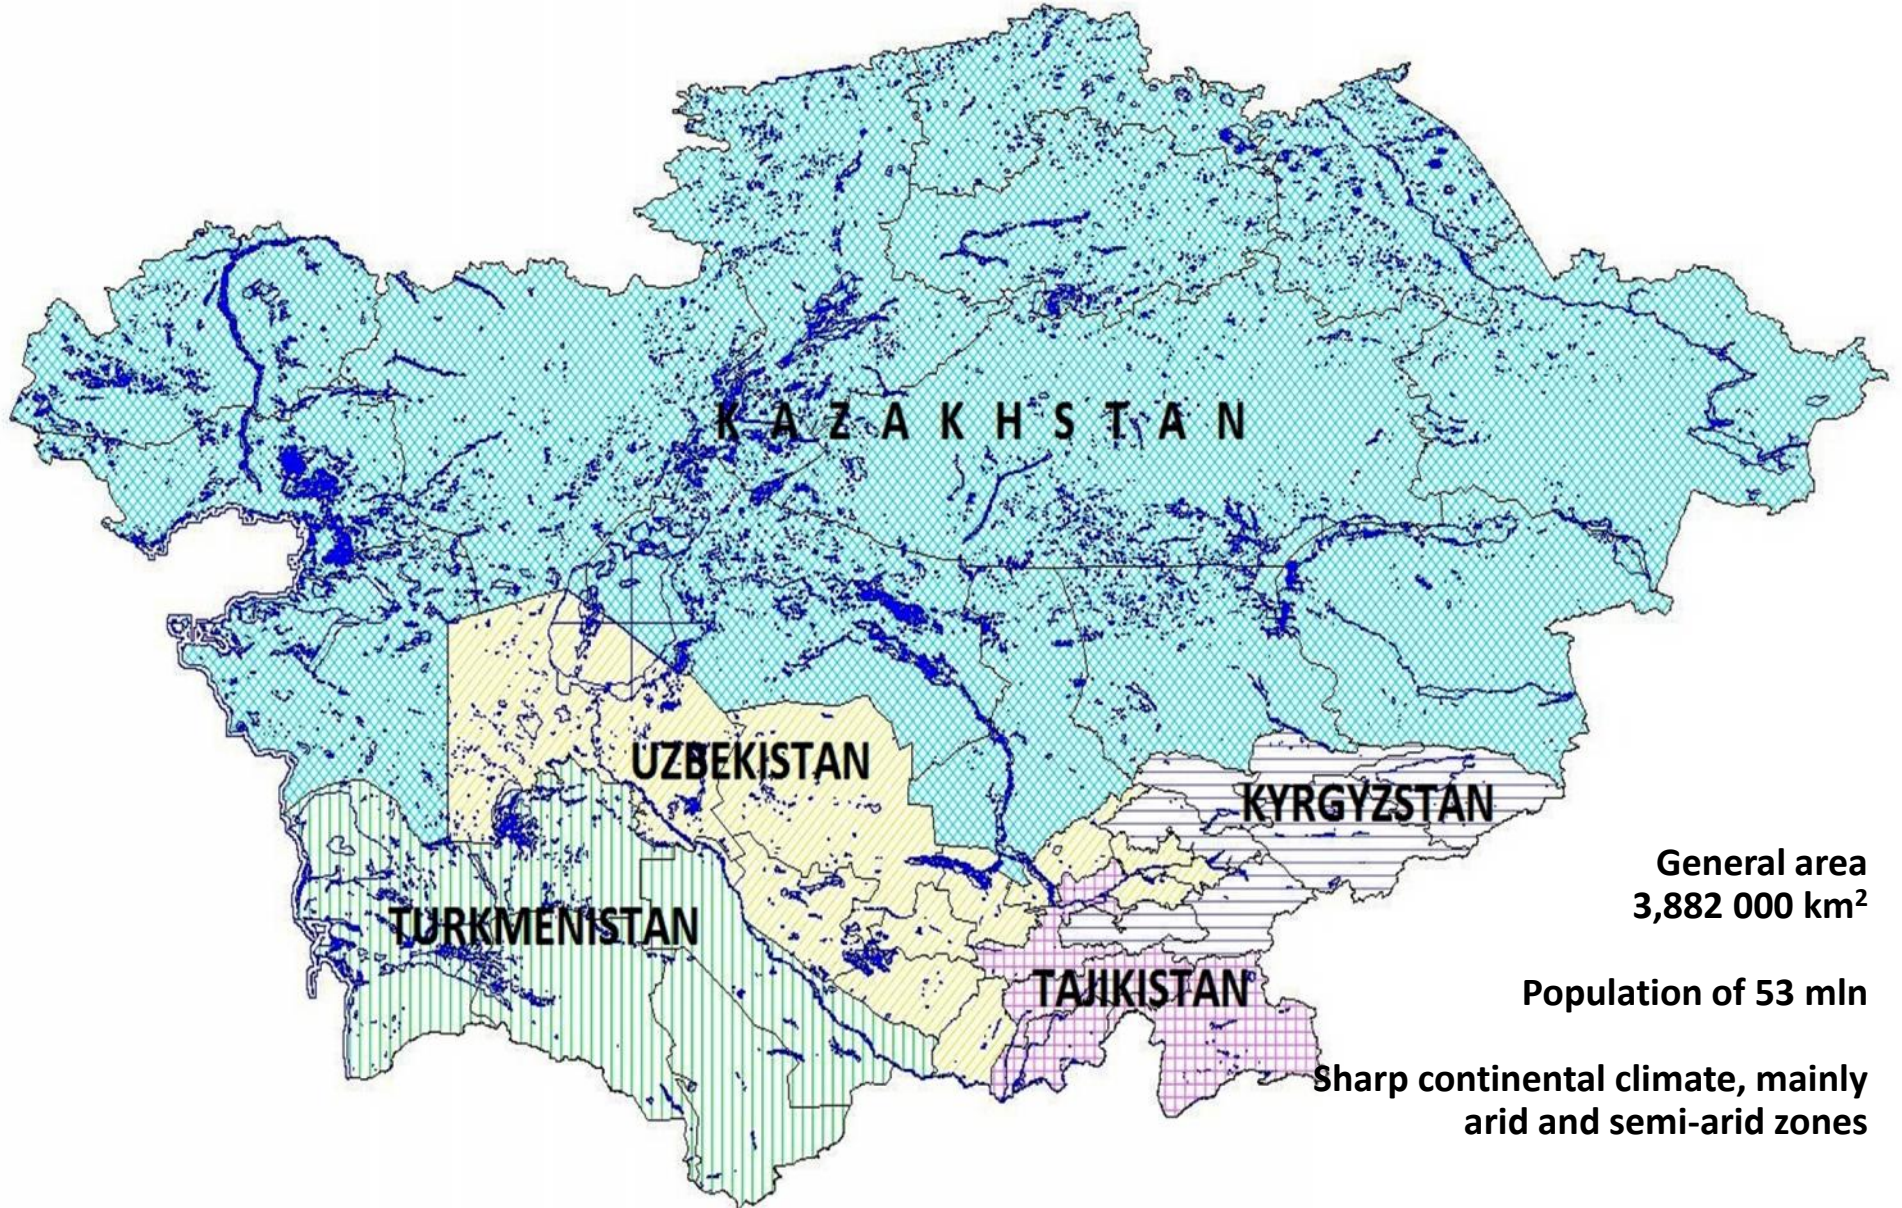 K A Z A K H S T A N
UZBEKISTAN
KYRGYZSTAN
TURKMENISTAN
TAJIKISTAN
General area
3,882 000 km²
Population of 53 mln
Sharp continental climate, mainly
arid and semi-arid zones